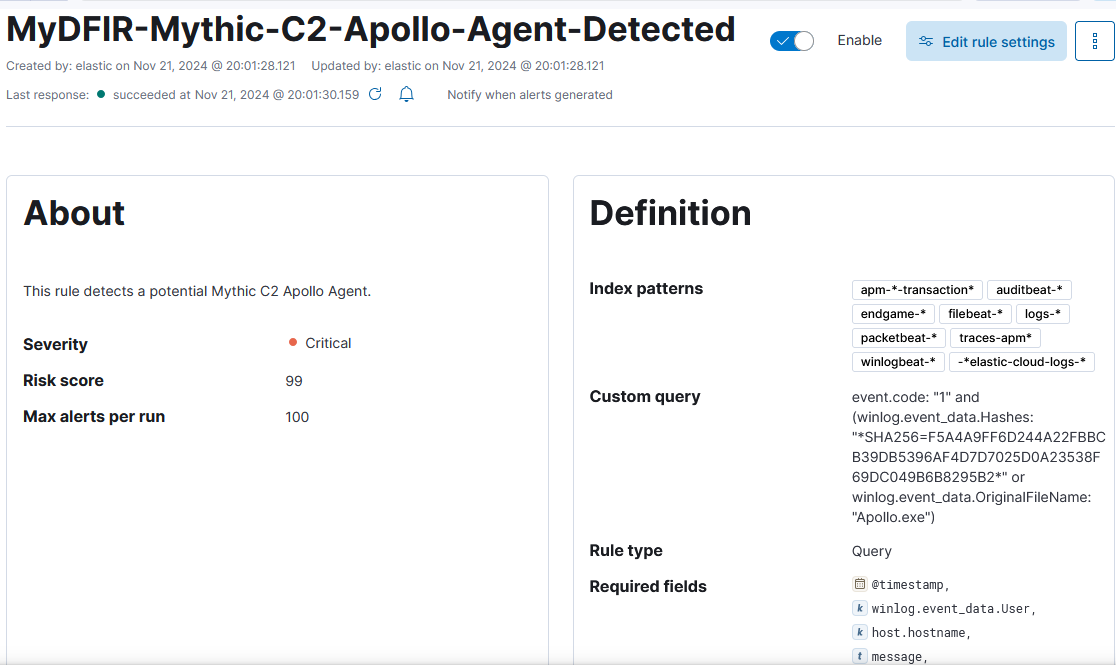 MyDFIR-Mythic-C2-Apollo-Agent-Detected
Enable
Edit rule settings
Created by: elastic on Nov 21, 2024 @ 20:01:28.121 Updated by: elastic on Nov 21, 2024 @ 20:01:28.121
Last response: succeeded at Nov 21, 2024 @ 20:01:30.159 Notify when alerts generated
About
This rule detects a potential Mythic C2 Apollo Agent.
Severity Critical
Risk score 99
Max alerts per run 100
Definition
Index patterns
apm-*-transaction* auditbeat-*
endgame-* filebeat-* logs-*
packetbeat-* traces-apm*
winlogbeat-* -*elastic-cloud-logs-*
Custom query
event.code: "1" and
(winlog.event_data.Hashes:
"*SHA256=F5A4A9FF6D244A22FBBC
B39DB5396AF4D7D7025D0A23538F
69DC049B6B8295B2*" or
winlog.event_data.OriginalFileName:
"Apollo.exe")
Rule type Query
Required fields
@timestamp,
k winlog.event_data.User,
k host.hostname,
t message,